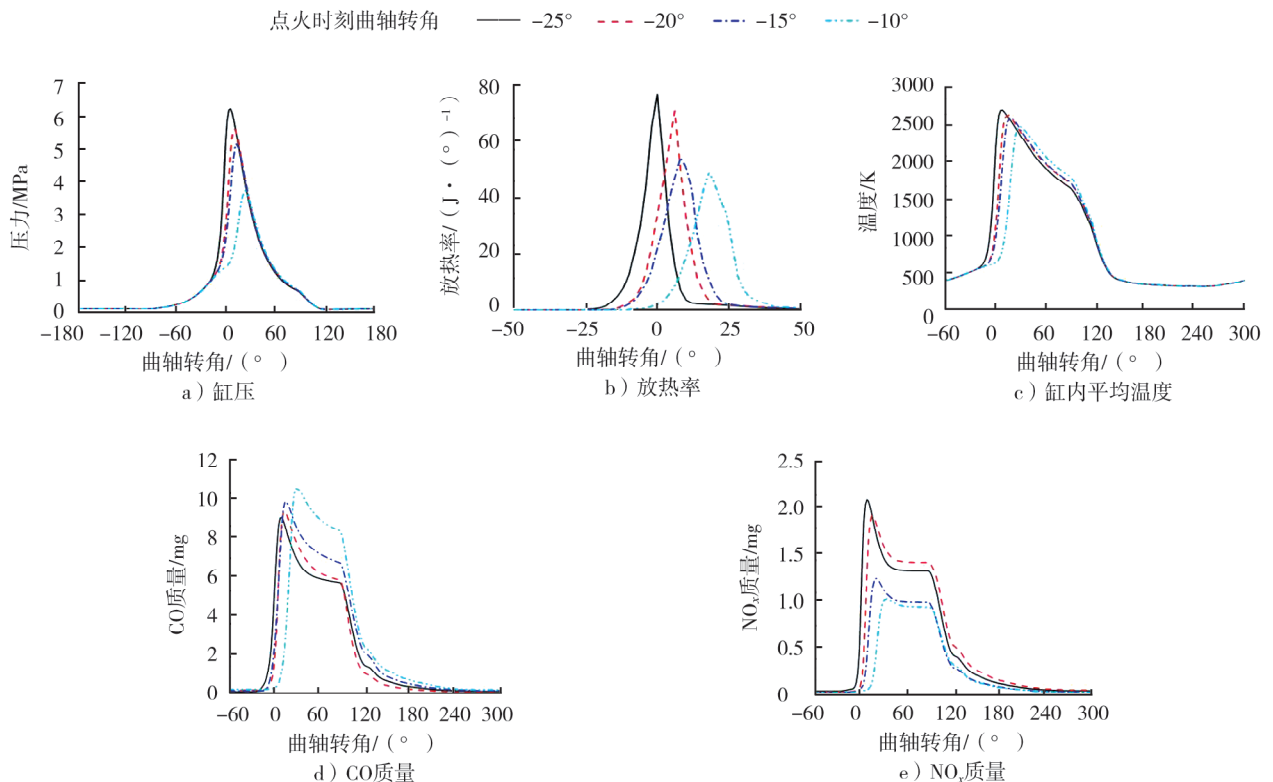 点火时刻曲轴转角 −25° −20° −15° −10°
7
6
5
4
3
2
1
0
压力/MPa
−180 −120 −60 0 60 120 180
曲轴转角/(° )
a)缸压
80
60
40
20
0
放热率/(J·(°)⁻¹)
−50 −25 0 25 50
曲轴转角/(° )
b)放热率
3000
2500
2000
1500
1000
500
0
温度/K
−60 0 60 120 240 300
曲轴转角/(° )
c)缸内平均温度
12
10
8
6
4
2
0
CO质量/mg
−60 0 60 120 180 240 300
曲轴转角/(° )
d)CO质量
2.5
2.0
1.5
1.0
0.5
0
NOₓ质量/mg
−60 0 60 120 180 240 300
曲轴转角/(° )
e)NOₓ质量